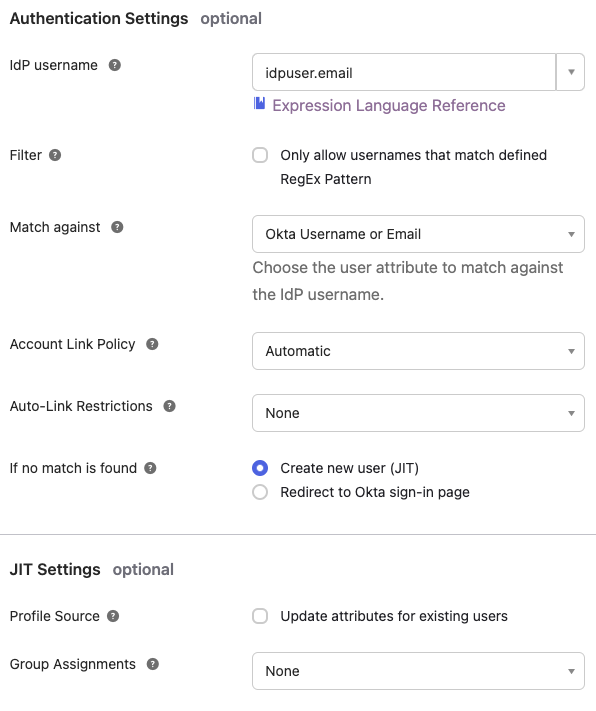 Authentication Settings optional
IdP username ?
idpuser.email
Expression Language Reference
Filter ?
Only allow usernames that match defined
RegEx Pattern
Match against ?
Okta Username or Email
Choose the user attribute to match against
the IdP username.
Account Link Policy ?
Automatic
Auto-Link Restrictions ?
None
If no match is found ?
Create new user (JIT)
Redirect to Okta sign-in page
JIT Settings optional
Profile Source ?
Update attributes for existing users
Group Assignments ?
None